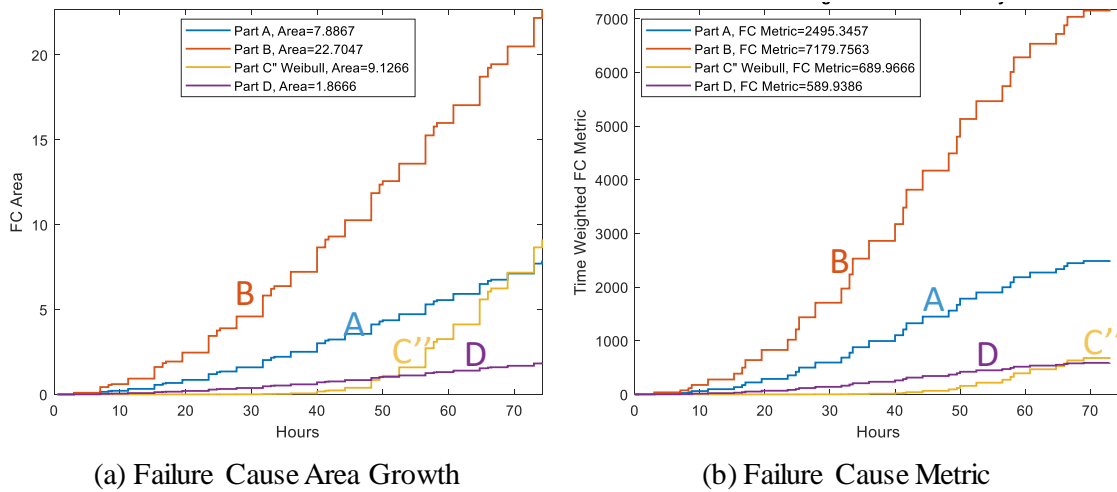 Part A, Area=7.8867
Part B, Area=22.7047
Part C" Weibull, Area=9.1266
Part D, Area=1.8666
20
15
10
5
0
FC Area
B
A
C’’
D
0 10 20 30 40 50 60 70
Hours
(a) Failure Cause Area Growth
Part A, FC Metric=2495.3457
Part B, FC Metric=7179.7563
Part C" Weibull, FC Metric=689.9666
Part D, FC Metric=589.9386
7000
6000
5000
4000
3000
2000
1000
0
Time Weighted FC Metric
B
A
D
C’’
0 10 20 30 40 50 60 70
Hours
(b) Failure Cause Metric